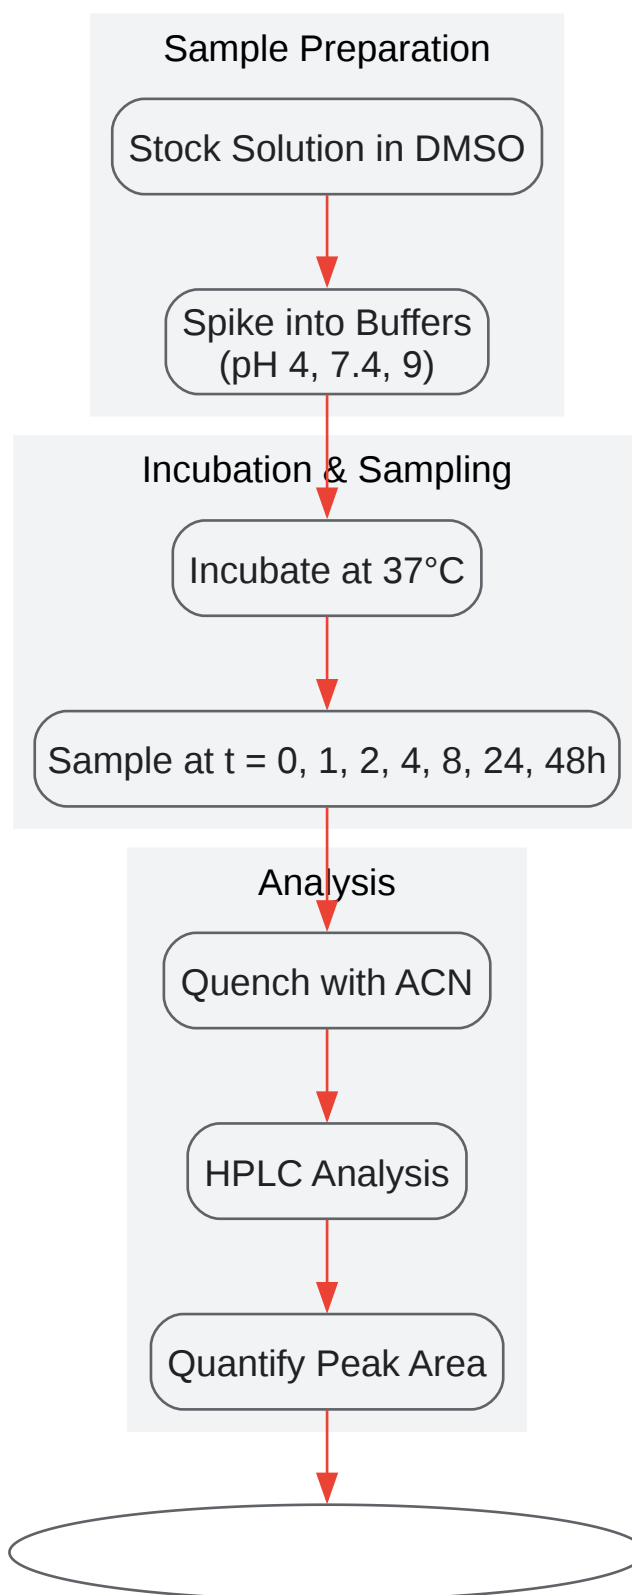 Sample Preparation
Stock Solution in DMSO
Spike into Buffers
(pH 4, 7.4, 9)
Incubation & Sampling
Incubate at 37°C
Sample at t = 0, 1, 2, 4, 8, 24, 48h
Analysis
Quench with ACN
HPLC Analysis
Quantify Peak Area